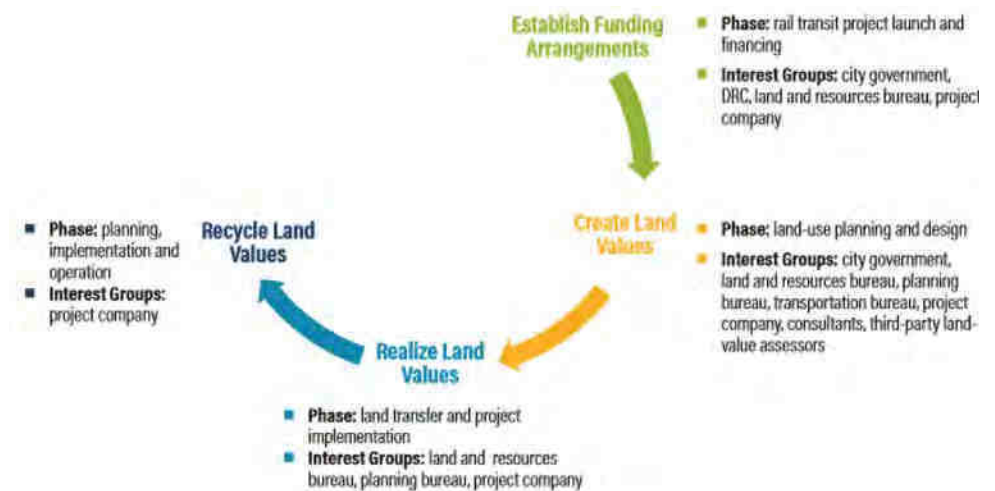 Establish Funding
Arrangements
Phase: rail transit project launch and
financing
Interest Groups: city government,
DRC, land and resources bureau, project
company
Create Land
Values
Phase: land-use planning and design
Interest Groups: city government,
land and resources bureau, planning
bureau, transportation bureau, project
company, consultants, third-party land-
value assessors
Realize Land
Values
Phase: land transfer and project
implementation
Interest Groups: land and resources
bureau, planning bureau, project company
Recycle Land
Values
Phase: planning,
implementation and
operation
Interest Groups:
project company